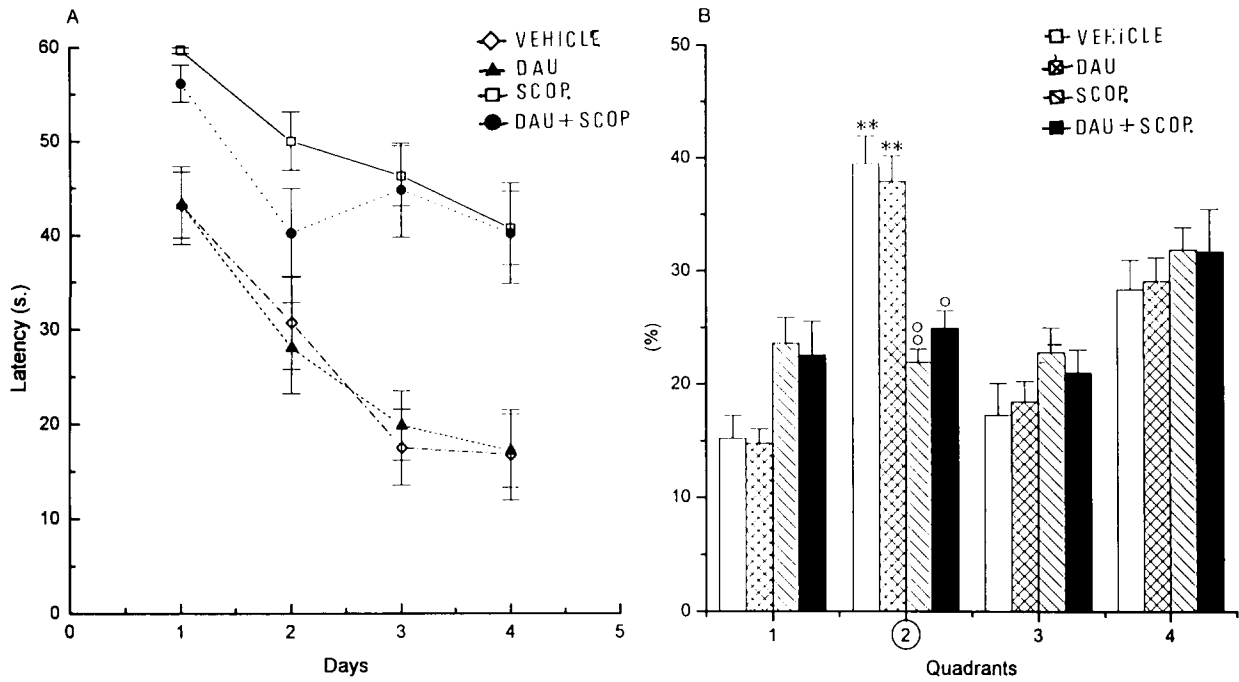 A
VEHICLE
DAU
SCOP.
DAU + SCOP
60
50
40
30
20
10
0
0 1 2 3 4 5
Latency (s.)
Days
B
VEHICLE
DAU
SCOP.
DAU + SCOP.
50
40
30
20
10
0
** **
(%)
1 2 3 4
Quadrants